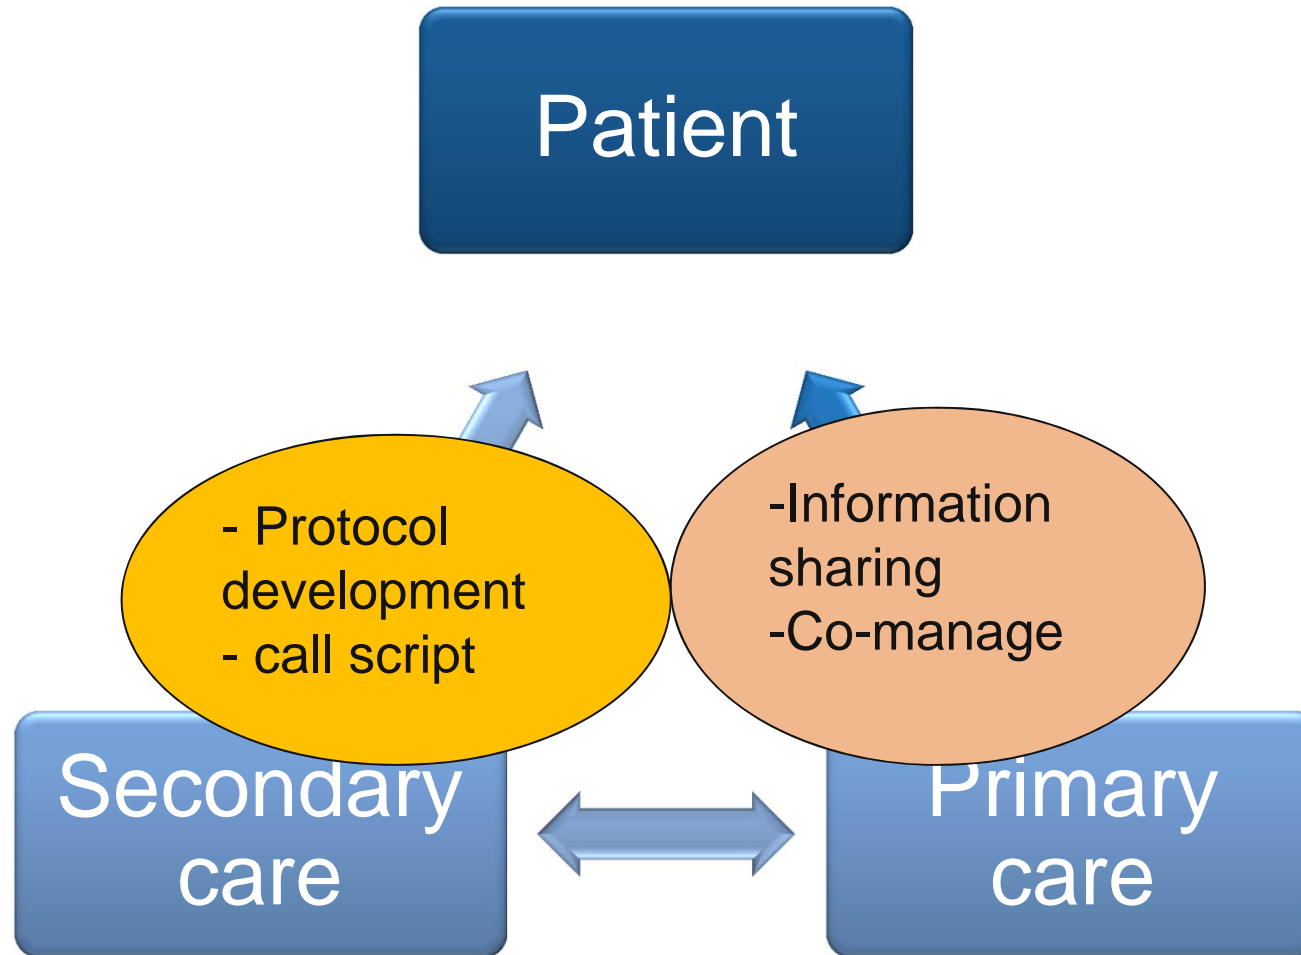 Patient
- Protocol
development
- call script
-Information
sharing
-Co-manage
Secondary
care
Primary
care